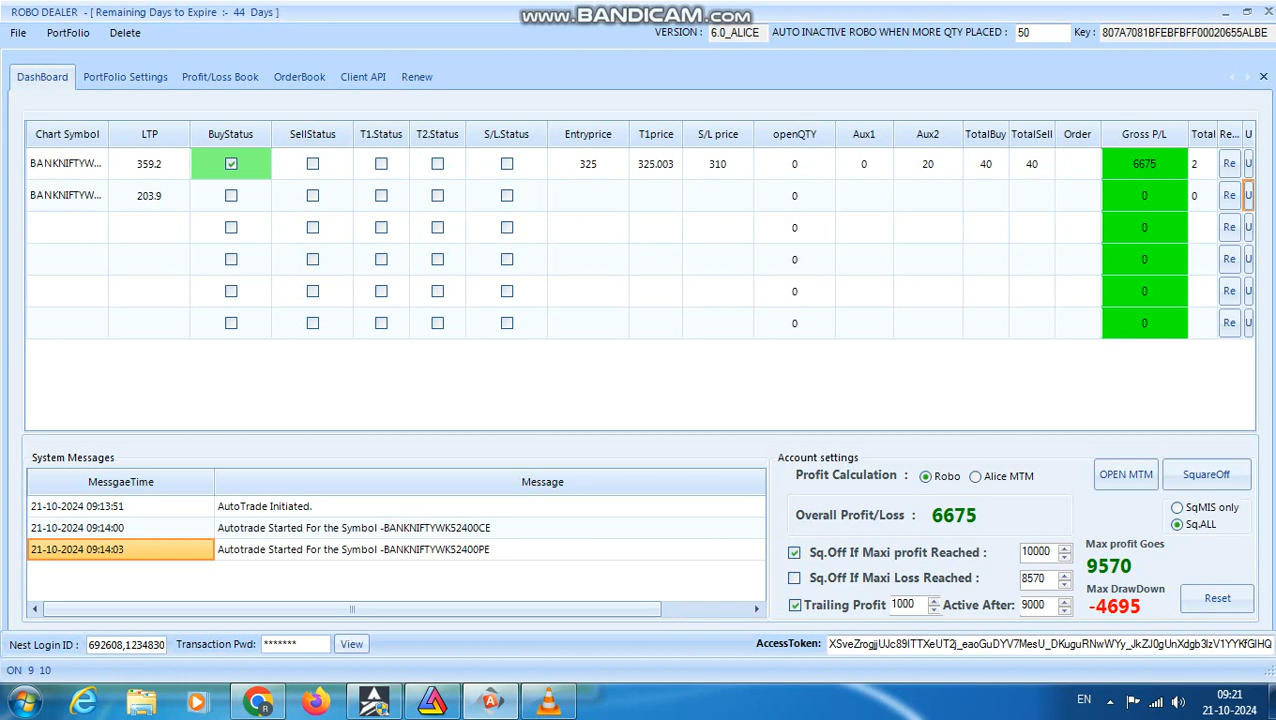 ROBO DEALER - [ Remaining Days to Expire :- 44 Days ]
www.BANDICAM.com
File PortFolio Delete
VERSION : 6.0_ALICE AUTO INACTIVE ROBO WHEN MORE QTY PLACED : 50 Key : 807A7081BFEBFBFF00020655ALBE
DashBoard PortFolio Settings Profit/Loss Book OrderBook Client API Renew
Chart Symbol LTP BuyStatus SellStatus T1.Status T2.Status S/L.Status Entryprice T1price S/L price openQTY Aux1 Aux2 TotalBuy TotalSell Order Gross P/L Total Re... U
BANKNIFTYW... 359.2 325 325.003 310 0 0 20 40 40 6675 2 Re U
BANKNIFTYW... 203.9 0 0 0 Re U
0 0 Re U
0 0 Re U
0 0 Re U
0 0 Re U
System Messages
MessgaeTime Message
21-10-2024 09:13:51 AutoTrade Initiated.
21-10-2024 09:14:00 Autotrade Started For the Symbol -BANKNIFTYWK52400CE
21-10-2024 09:14:03 Autotrade Started For the Symbol -BANKNIFTYWK52400PE
Account settings
Profit Calculation : Robo Alice MTM OPEN MTM SquareOff
Overall Profit/Loss : 6675
SqMIS only
Sq.ALL
Sq.Off If Maxi profit Reached : 10000
Sq.Off If Maxi Loss Reached : 8570
Trailing Profit 1000 Active After: 9000
Max profit Goes
9570
Max DrawDown
-4695
Reset
Nest Login ID : 692608,1234830 Transaction Pwd: ******* View
AccessToken:
ON 9 10
EN
09:21
21-10-2024